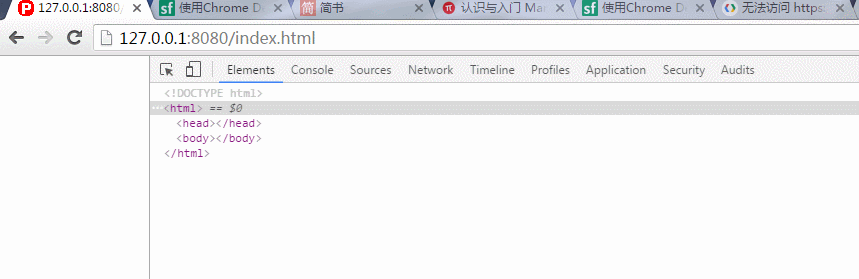 127.0.0.1:8080/
使用Chrome D
简书
认识与入门 Mar
使用Chrome D
无法访问 https:
127.0.0.1:8080/index.html
Elements Console Sources Network Timeline Profiles Application Security Audits
<!DOCTYPE html>
···<html> == $0
<head></head>
<body></body>
</html>